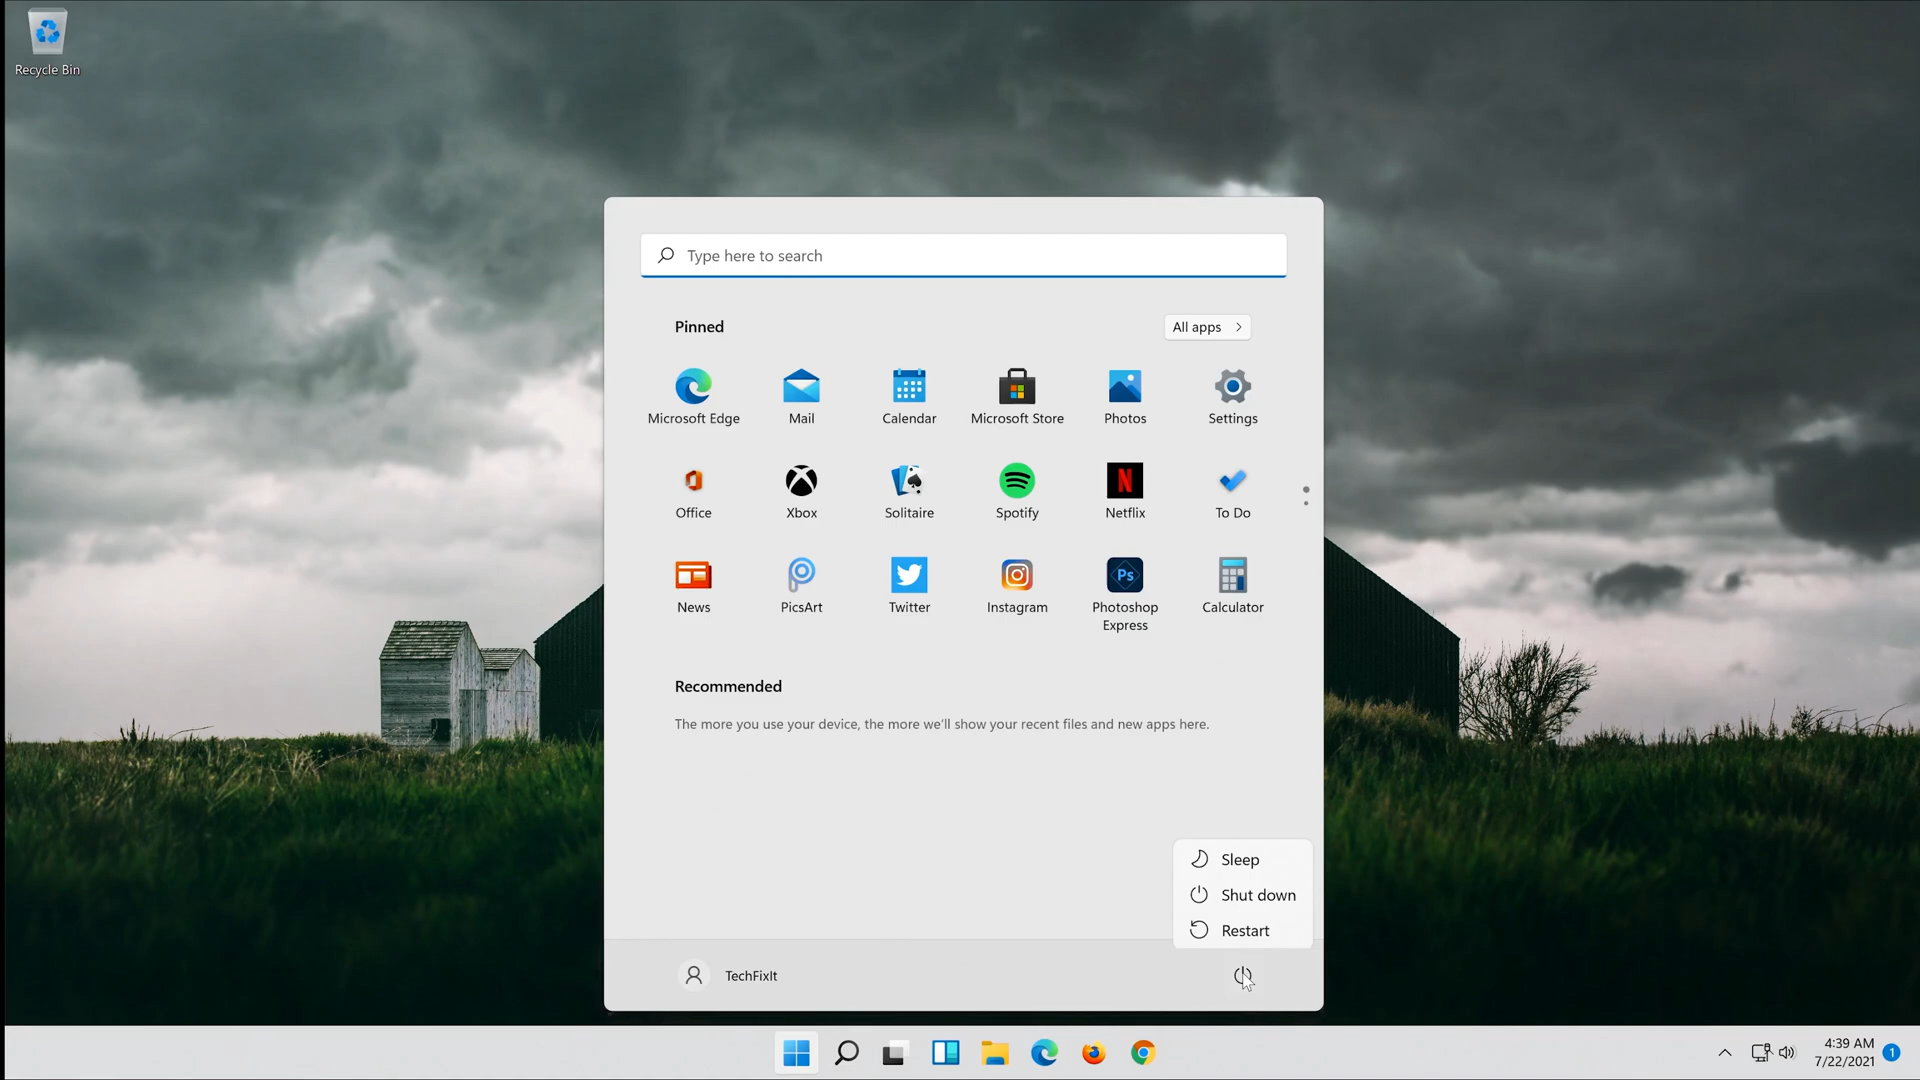 Recycle Bin
Type here to search
Pinned
All apps
Microsoft Edge
Mail
Calendar
Microsoft Store
Photos
Settings
Office
Xbox
Solitaire
Spotify
Netflix
To Do
News
PicsArt
Twitter
Instagram
Ps
Photoshop
Express
Calculator
Recommended
The more you use your device, the more we'll show your recent files and new apps here.
Sleep
Shut down
Restart
TechFixIt
4:39 AM
7/22/2021
1